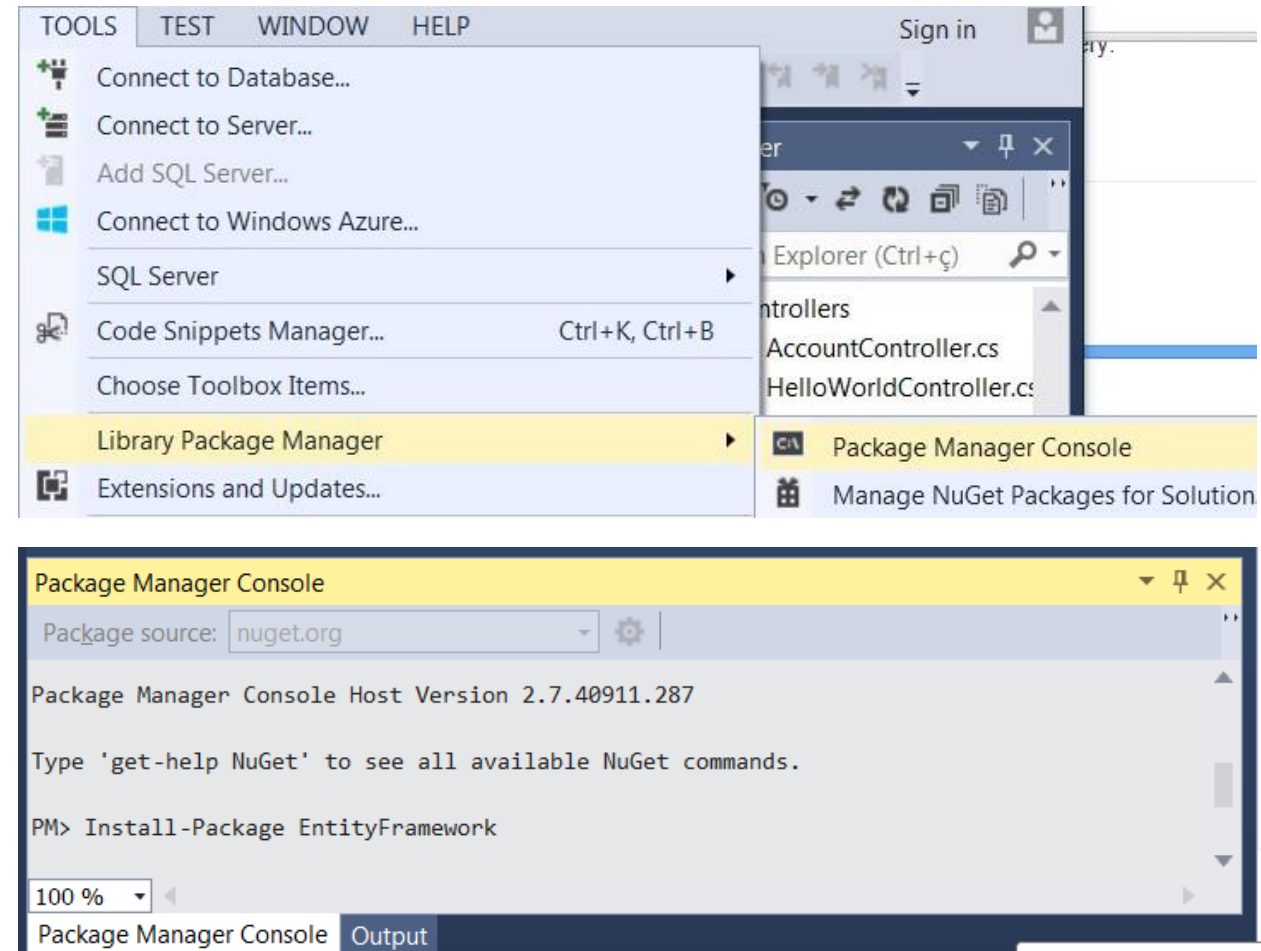 TOOLS TEST WINDOW HELP Sign in
ery.
Connect to Database...
Connect to Server...
er
Add SQL Server...
Connect to Windows Azure...
Explorer (Ctrl+ç)
SQL Server
ntrollers
Code Snippets Manager... Ctrl+K, Ctrl+B
AccountController.cs
Choose Toolbox Items...
HelloWorldController.cs
Library Package Manager
C:\ Package Manager Console
Extensions and Updates...
Manage NuGet Packages for Solution
Package Manager Console
Package source: nuget.org
Package Manager Console Host Version 2.7.40911.287
Type 'get-help NuGet' to see all available NuGet commands.
PM> Install-Package EntityFramework
100 %
Package Manager Console Output